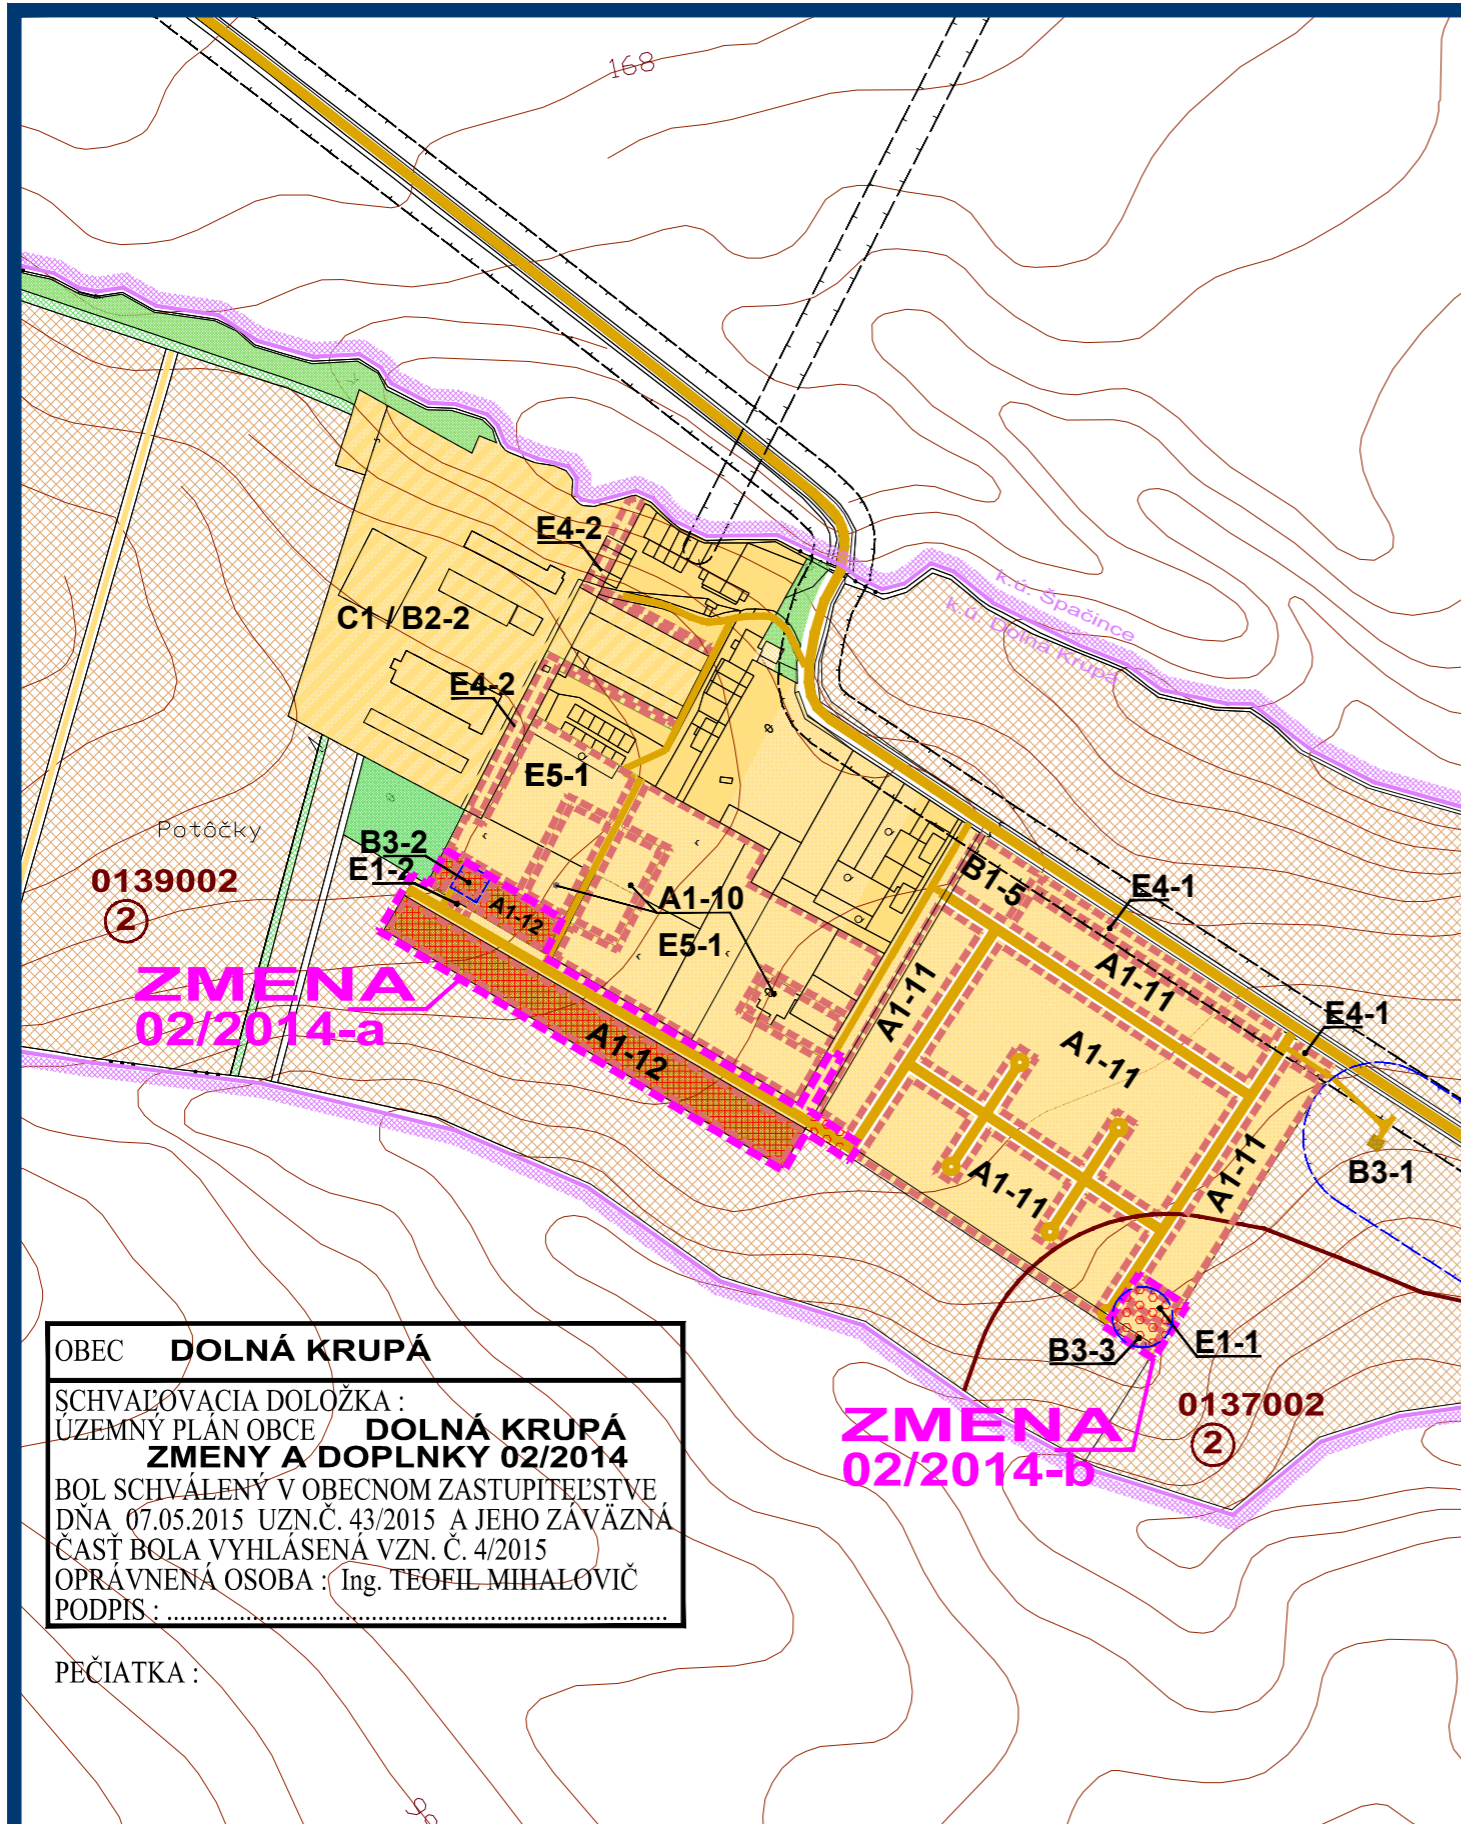 168
k.ú. Špačince
k.ú. Dolná Krupá
E4-2
C1 / B2-2
E4-2
E5-1
Potôčky
B3-2
E1-2
0139002
2
A1-12
A1-10
E5-1
B1-5
E4-1
A1-11
E4-1
A1-11
A1-11
ZMENA
02/2014-a
A1-12
A1-11
A1-11
B3-1
B3-3
E1-1
0137002
2
ZMENA
02/2014-b
OBEC DOLNÁ KRUPÁ
SCHVAĽOVACIA DOLOŽKA :
ÚZEMNÝ PLÁN OBCE DOLNÁ KRUPÁ
ZMENY A DOPLNKY 02/2014
BOL SCHVÁLENÝ V OBECNOM ZASTUPITEĽSTVE
DŇA 07.05.2015 UZN.Č. 43/2015 A JEHO ZÁVÄZNÁ
ČASŤ BOLA VYHLÁSENÁ VZN. Č. 4/2015
OPRÁVNENÁ OSOBA : Ing. TEOFIL MIHALOVIČ
PODPIS : ............................................................................
PEČIATKA :